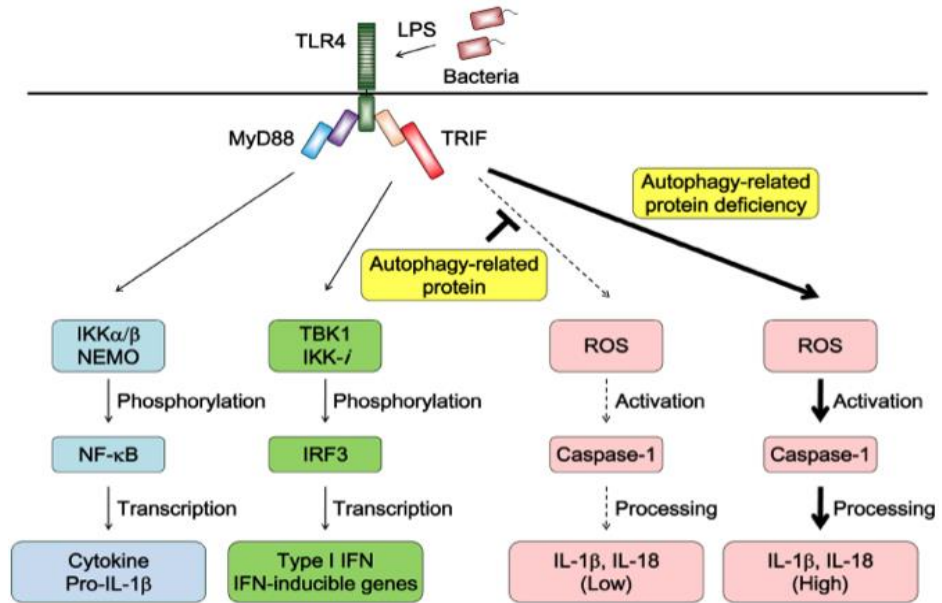 LPS
TLR4
Bacteria
MyD88
TRIF
Autophagy-related
protein deficiency
Autophagy-related
protein
IKKα/β
NEMO
TBK1
IKK-i
ROS
ROS
Phosphorylation
Phosphorylation
Activation
Activation
NF-κB
IRF3
Caspase-1
Caspase-1
Transcription
Transcription
Processing
Processing
Cytokine
Pro-IL-1β
Type I IFN
IFN-inducible genes
IL-1β, IL-18
(Low)
IL-1β, IL-18
(High)